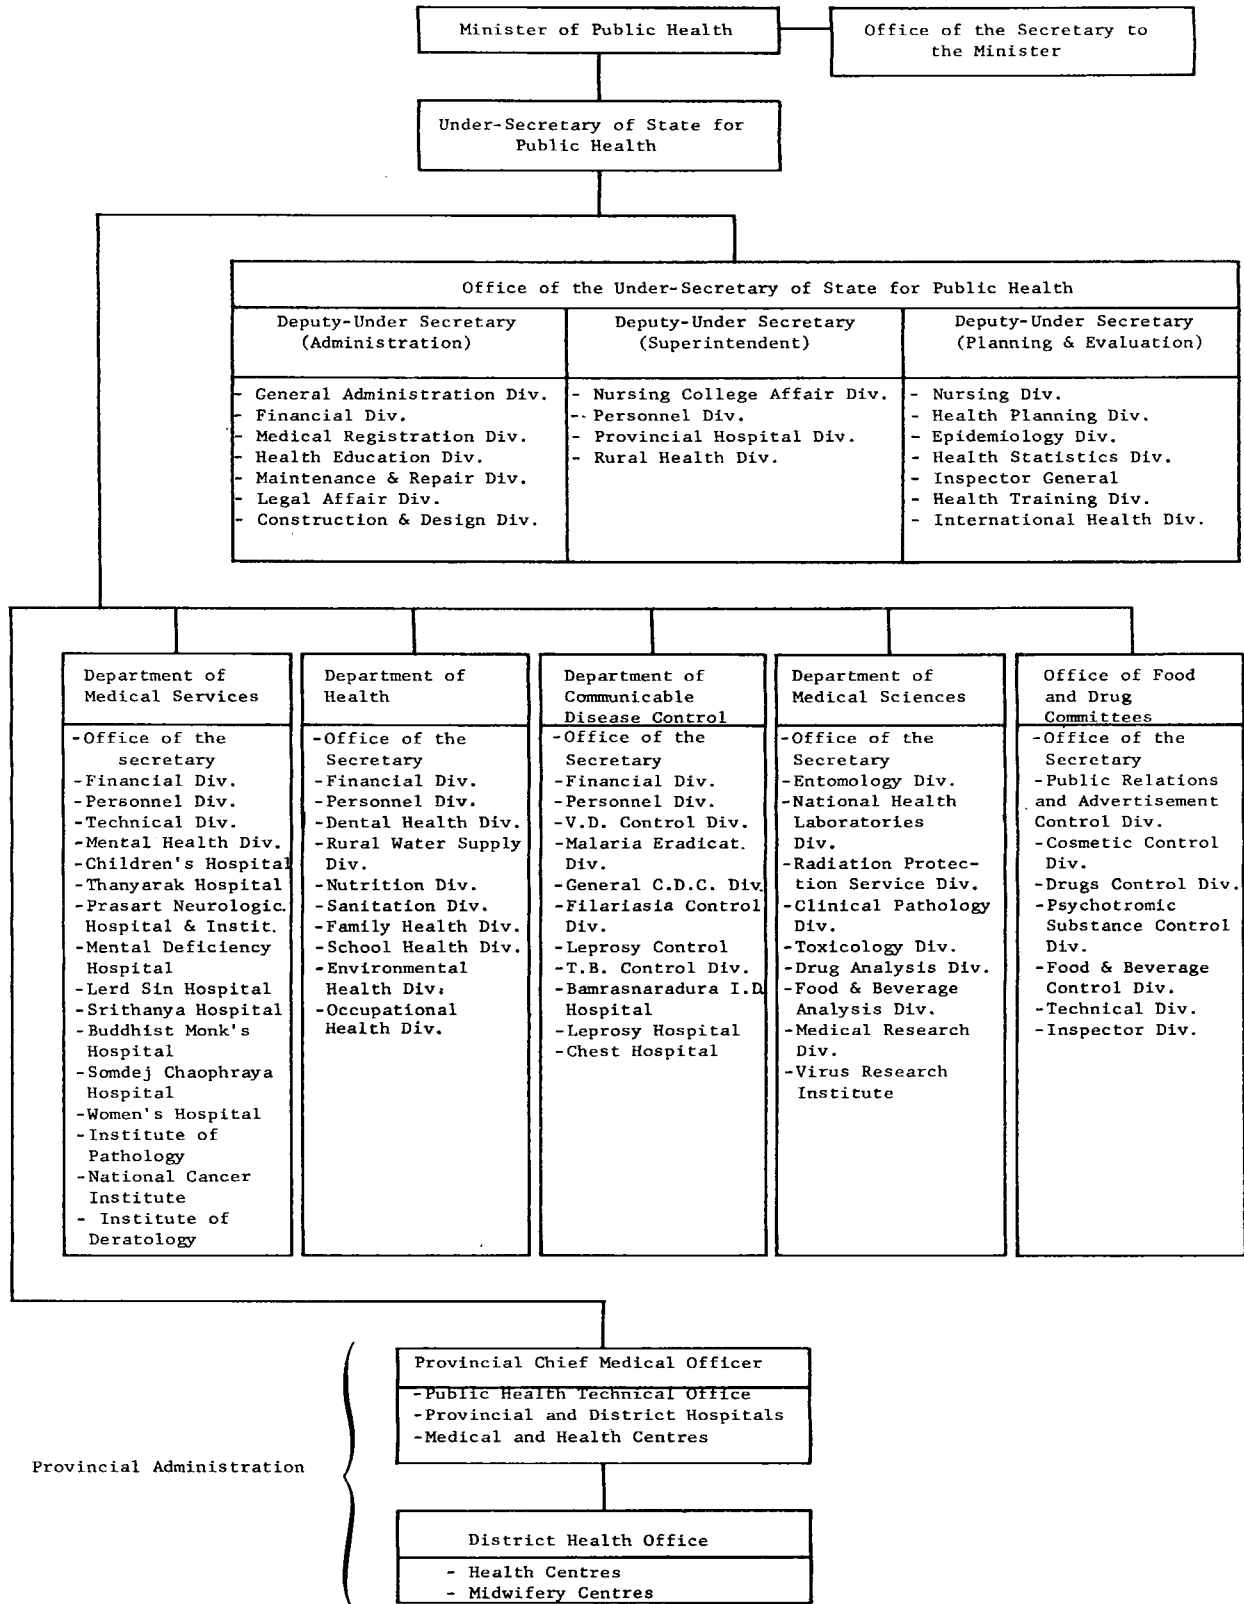 Minister of Public Health
Office of the Secretary to
the Minister
Under-Secretary of State for
Public Health
Office of the Under-Secretary of State for Public Health
Deputy-Under Secretary
(Administration)
- General Administration Div.
- Financial Div.
- Medical Registration Div.
- Health Education Div.
- Maintenance & Repair Div.
- Legal Affair Div.
- Construction & Design Div.
Deputy-Under Secretary
(Superintendent)
- Nursing College Affair Div.
- Personnel Div.
- Provincial Hospital Div.
- Rural Health Div.
Deputy-Under Secretary
(Planning & Evaluation)
- Nursing Div.
- Health Planning Div.
- Epidemiology Div.
- Health Statistics Div.
- Inspector General
- Health Training Div.
- International Health Div.
Department of
Medical Services
-Office of the
secretary
-Financial Div.
-Personnel Div.
-Technical Div.
-Mental Health Div.
-Children's Hospital
-Thanyarak Hospital
-Prasart Neurologic.
Hospital & Instit.
-Mental Deficiency
Hospital
-Lerd Sin Hospital
-Srithanya Hospital
-Buddhist Monk's
Hospital
-Somdej Chaophraya
Hospital
-Women's Hospital
-Institute of
Pathology
-National Cancer
Institute
- Institute of
Deratology
Department of
Health
-Office of the
Secretary
-Financial Div.
-Personnel Div.
-Dental Health Div.
-Rural Water Supply
Div.
-Nutrition Div.
-Sanitation Div.
-Family Health Div.
-School Health Div.
-Environmental
Health Div.
-Occupational
Health Div.
Department of
Communicable
Disease Control
-Office of the
Secretary
-Financial Div.
-Personnel Div.
-V.D. Control Div.
-Malaria Eradicat.
Div.
-General C.D.C. Div.
-Filariasia Control
Div.
-Leprosy Control
-T.B. Control Div.
-Bamrasnaradura I.D.
Hospital
-Leprosy Hospital
-Chest Hospital
Department of
Medical Sciences
-Office of the
Secretary
-Entomology Div.
-National Health
Laboratories
Div.
-Radiation Protec-
tion Service Div.
-Clinical Pathology
Div.
-Toxicology Div.
-Drug Analysis Div.
-Food & Beverage
Analysis Div.
-Medical Research
Div.
-Virus Research
Institute
Office of Food
and Drug
Committees
-Office of the
Secretary
-Public Relations
and Advertisement
Control Div.
-Cosmetic Control
Div.
-Drugs Control Div.
-Psychotromic
Substance Control
Div.
-Food & Beverage
Control Div.
-Technical Div.
-Inspector Div.
Provincial Administration
Provincial Chief Medical Officer
-Public Health Technical Office
-Provincial and District Hospitals
-Medical and Health Centres
District Health Office
- Health Centres
- Midwifery Centres